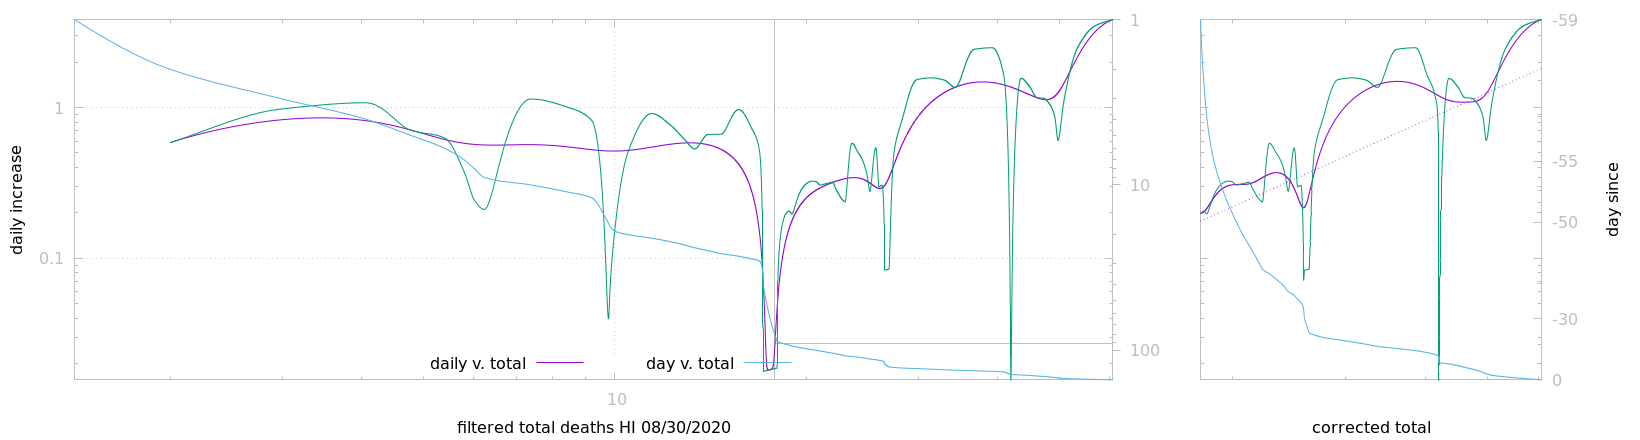 daily increase
1
0.1
daily v. total
day v. total
10
filtered total deaths HI 08/30/2020
1
10
100
-59
-55
-50
-30
0
day since
corrected total